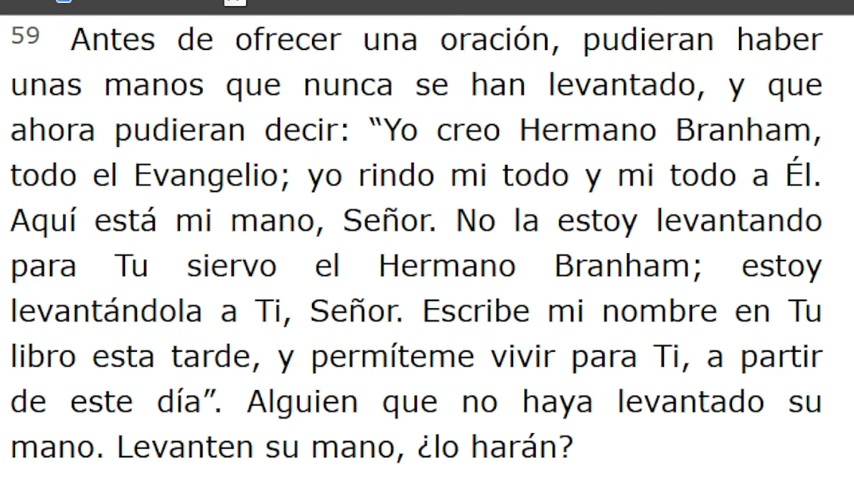 59 Antes de ofrecer una oración, pudieran haber
unas manos que nunca se han levantado, y que
ahora pudieran decir: “Yo creo Hermano Branham,
todo el Evangelio; yo rindo mi todo y mi todo a Él.
Aquí está mi mano, Señor. No la estoy levantando
para Tu siervo el Hermano Branham; estoy
levantándola a Ti, Señor. Escribe mi nombre en Tu
libro esta tarde, y permíteme vivir para Ti, a partir
de este día”. Alguien que no haya levantado su
mano. Levanten su mano, ¿lo harán?